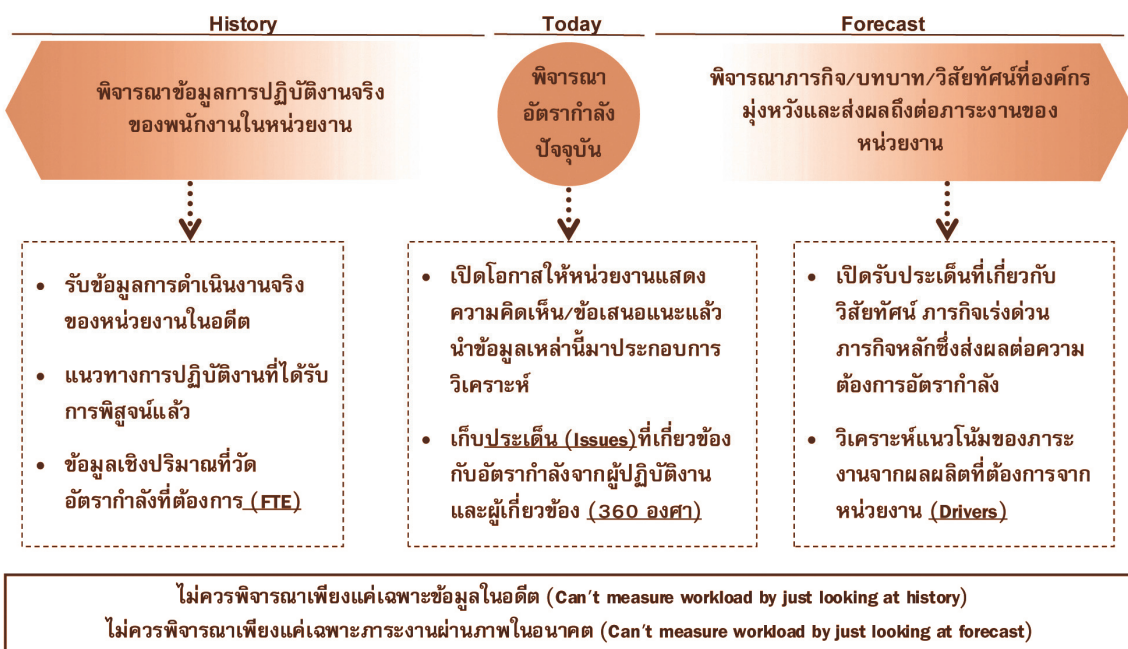 History
Today
Forecast
พิจารณาข้อมูลการปฏิบัติงานจริง
ของพนักงานในหน่วยงาน
พิจารณา
อัตรากำลัง
ปัจจุบัน
พิจารณาภารกิจ/บทบาท/วิสัยทัศน์ที่องค์กร
มุ่งหวังและส่งผลถึงต่อภาระงานของ
หน่วยงาน
• รับข้อมูลการดำเนินงานจริง
ของหน่วยงานในอดีต
• แนวทางการปฏิบัติงานที่ได้รับ
การพิสูจน์แล้ว
• ข้อมูลเชิงปริมาณที่วัด
อัตรากำลังที่ต้องการ (FTE)
• เปิดโอกาสให้หน่วยงานแสดง
ความคิดเห็น/ข้อเสนอแนะแล้ว
นำข้อมูลเหล่านี้มาประกอบการ
วิเคราะห์
• เก็บประเด็น (Issues)ที่เกี่ยวข้อง
กับอัตรากำลังจากผู้ปฏิบัติงาน
และผู้เกี่ยวข้อง (360 องศา)
• เปิดรับประเด็นที่เกี่ยวกับ
วิสัยทัศน์ ภารกิจเร่งด่วน
ภารกิจหลักซึ่งส่งผลต่อความ
ต้องการอัตรากำลัง
• วิเคราะห์แนวโน้มของภาระ
งานจากผลผลิตที่ต้องการจาก
หน่วยงาน (Drivers)
ไม่ควรพิจารณาเพียงแค่เฉพาะข้อมูลในอดีต (Can't measure workload by just looking at history)
ไม่ควรพิจารณาเพียงแค่เฉพาะภาระงานผ่านภาพในอนาคต (Can't measure workload by just looking at forecast)